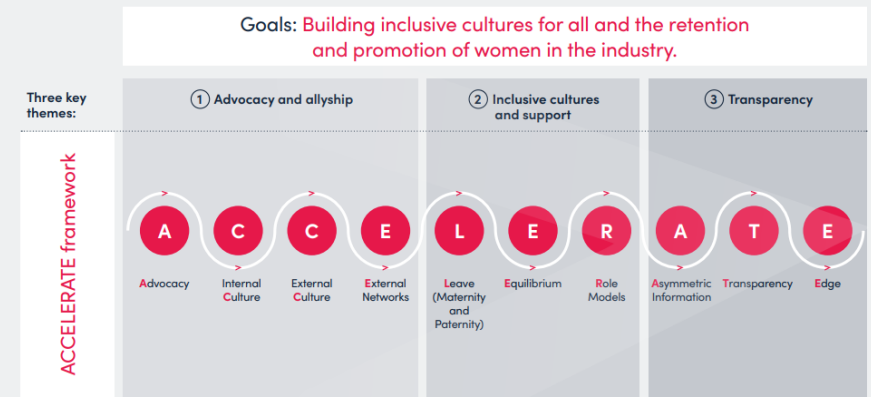 Goals: Building inclusive cultures for all and the retention
and promotion of women in the industry.
Three key
themes:
1 Advocacy and allyship
2 Inclusive cultures
and support
3 Transparency
ACCELERATE framework
A
C
C
E
L
E
R
A
T
E
Advocacy
Internal
Culture
External
Culture
External
Networks
Leave
(Maternity
and
Paternity)
Equilibrium
Role
Models
Asymmetric
Information
Transparency
Edge